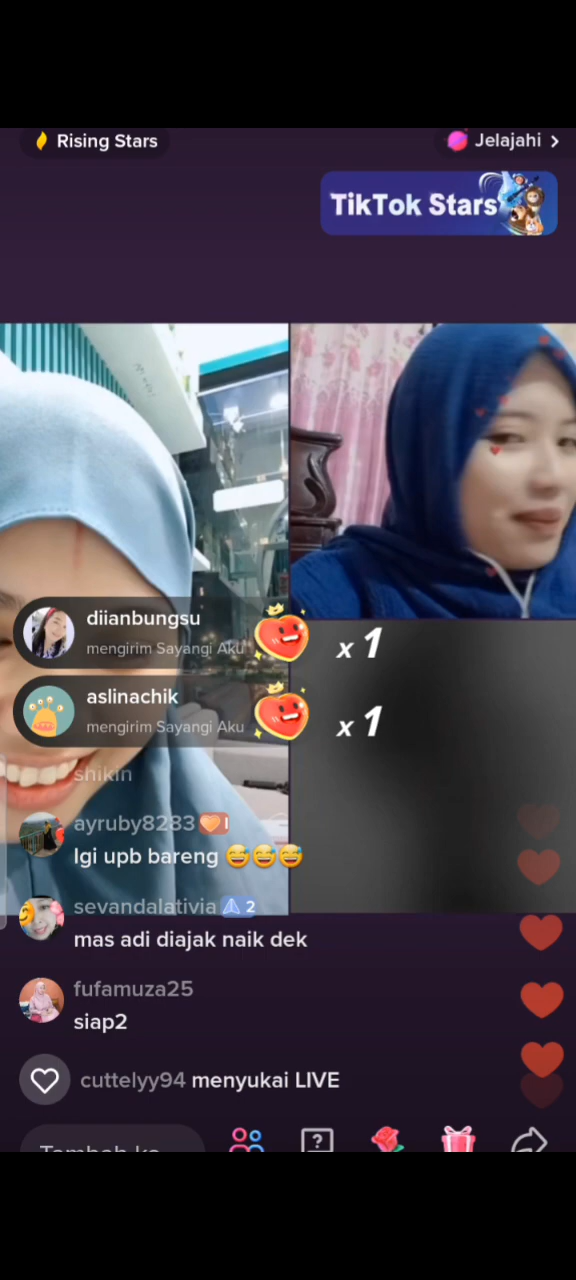 Rising Stars
Jelajahi
TikTok Stars
diianbungsu
mengirim Sayangi Aku
x 1
aslinachik
mengirim Sayangi Aku
x 1
shikin
ayruby8283
lgi upb bareng 😅😅😅
sevandalativia 2
mas adi diajak naik dek
fufamuza25
siap2
cuttelyy94 menyukai LIVE